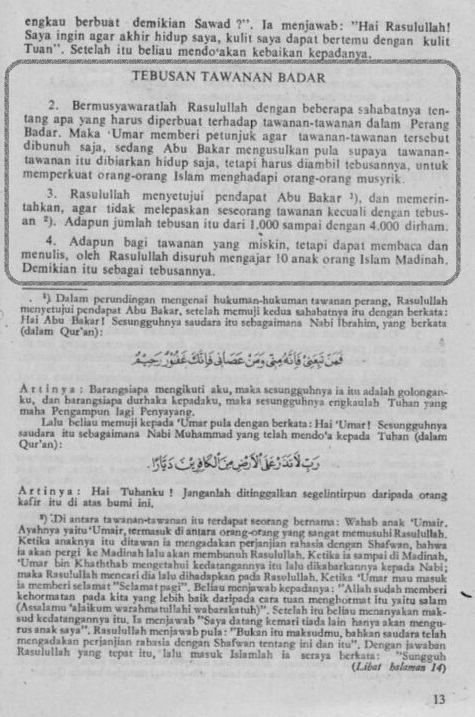 engkau berbuat demikian Sawad ?". Ia menjawab: "Hai Rasulullah!
Saya ingin agar akhir hidup saya, kulit saya dapat bertemu dengan kulit
Tuan". Setelah itu beliau mendo'akan kebaikan kepadanya.
TEBUSAN TAWANAN BADAR
2. Bermusyawaratlah Rasulullah dengan beberapa sahabatnya ten-
tang apa yang harus diperbuat terhadap tawanan-tawanan dalam Perang
Badar. Maka 'Umar memberi petunjuk agar tawanan-tawanan tersebut
dibunuh saja, sedang Abu Bakar mengusulkan pula supaya tawanan-
tawanan itu dibiarkan hidup saja, tetapi harus diambil tebusannya, untuk
memperkuat orang-orang Islam menghadapi orang-orang musyrik.
3. Rasulullah menyetujui pendapat Abu Bakar ¹), dan memerin-
tahkan, agar tidak melepaskan seseorang tawanan kecuali dengan tebus-
an ²). Adapun jumlah tebusan itu dari 1.000 sampai dengan 4.000 dirham.
4. Adapun bagi tawanan yang miskin, tetapi dapat membaca dan
menulis, oleh Rasulullah disuruh mengajar 10 anak orang Islam Madinah.
Demikian itu sebagai tebusannya.
¹). Dalam perundingan mengenai hukuman-hukuman tawanan perang, Rasulullah
menyetujui pendapat Abu Bakar, setelah memuji kedua sahabatnya itu dengan berkata:
Hai Abu Bakar! Sesungguhnya saudara itu sebagaimana Nabi Ibrahim, yang berkata
(dalam Qur'an):
فَمَنْ تَبِعَنِيْ فَاِنَّهُ مِنِّيْ وَمَنْ عَصَانِيْ فَاِنَّكَ غَفُوْرٌ رَحِيْمٌ
Artinya: Barangsiapa mengikuti aku, maka sesungguhnya ia itu adalah golongan-
ku, dan barangsiapa durhaka kepadaku, maka sesungguhnya engkaulah Tuhan yang
maha Pengampun lagi Penyayang.
Lalu beliau memuji kepada 'Umar pula dengan berkata: Hai 'Umar! Sesungguhnya
saudara itu sebagaimana Nabi Muhammad yang telah mendo'a kepada Tuhan (dalam
Qur'an):
رَبِّ لَا تَذَرْ عَلَى الْاَرْضِ مِنَ الْكَافِرِيْنَ دَيَّارًا.
Artinya: Hai Tuhanku ! Janganlah ditinggalkan segelintirpun daripada orang
kafir itu di atas bumi ini.
²) Di antara tawanan-tawanan itu terdapat seorang bernama: Wahab anak 'Umair.
Ayahnya yaitu 'Umair, termasuk di antara orang-orang yang sangat memusuhi Rasulullah.
Ketika anaknya itu ditawan ia mengadakan perjanjian rahasia dengan Shafwan, bahwa
ia akan pergi ke Madinah lalu akan membunuh Rasulullah. Ketika ia sampai di Madinah,
'Umar bin Khaththab mengetahui kedatangannya itu lalu dikabarkannya kepada Nabi;
maka Rasulullah mencari dia lalu dihadapkan pada Rasulullah. Ketika 'Umar mau masuk
ia memberi selamat "Selamat pagi". Beliau menjawab kepadanya: "Allah sudah memberi
kehormatan pada kita yang lebih baik daripada cara tuan menghormat itu yaitu salam
(Assalamu 'alaikum warahmatullahi wabarakatuh)". Setelah itu beliau menanyakan mak-
sud kedatangannya itu. Ia menjawab "Saya datang kemari tiada lain hanya akan mengu-
rus anak saya". Rasulullah menjawab pula: "Bukan itu maksudmu, bahkan saudara telah
mengadakan perjanjian rahasia dengan Shafwan tentang ini dan itu". Dengan jawaban
Rasulullah yang tepat itu, lalu masuk Islamlah ia seraya berkata: "Sungguh
(Lihat halaman 14)
13